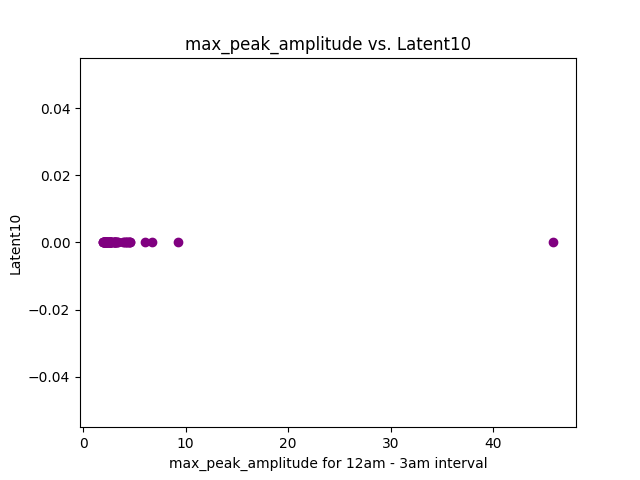 max_peak_amplitude vs. Latent10
0.04
0.02
0.00
−0.02
−0.04
Latent10
0 10 20 30 40
max_peak_amplitude for 12am - 3am interval